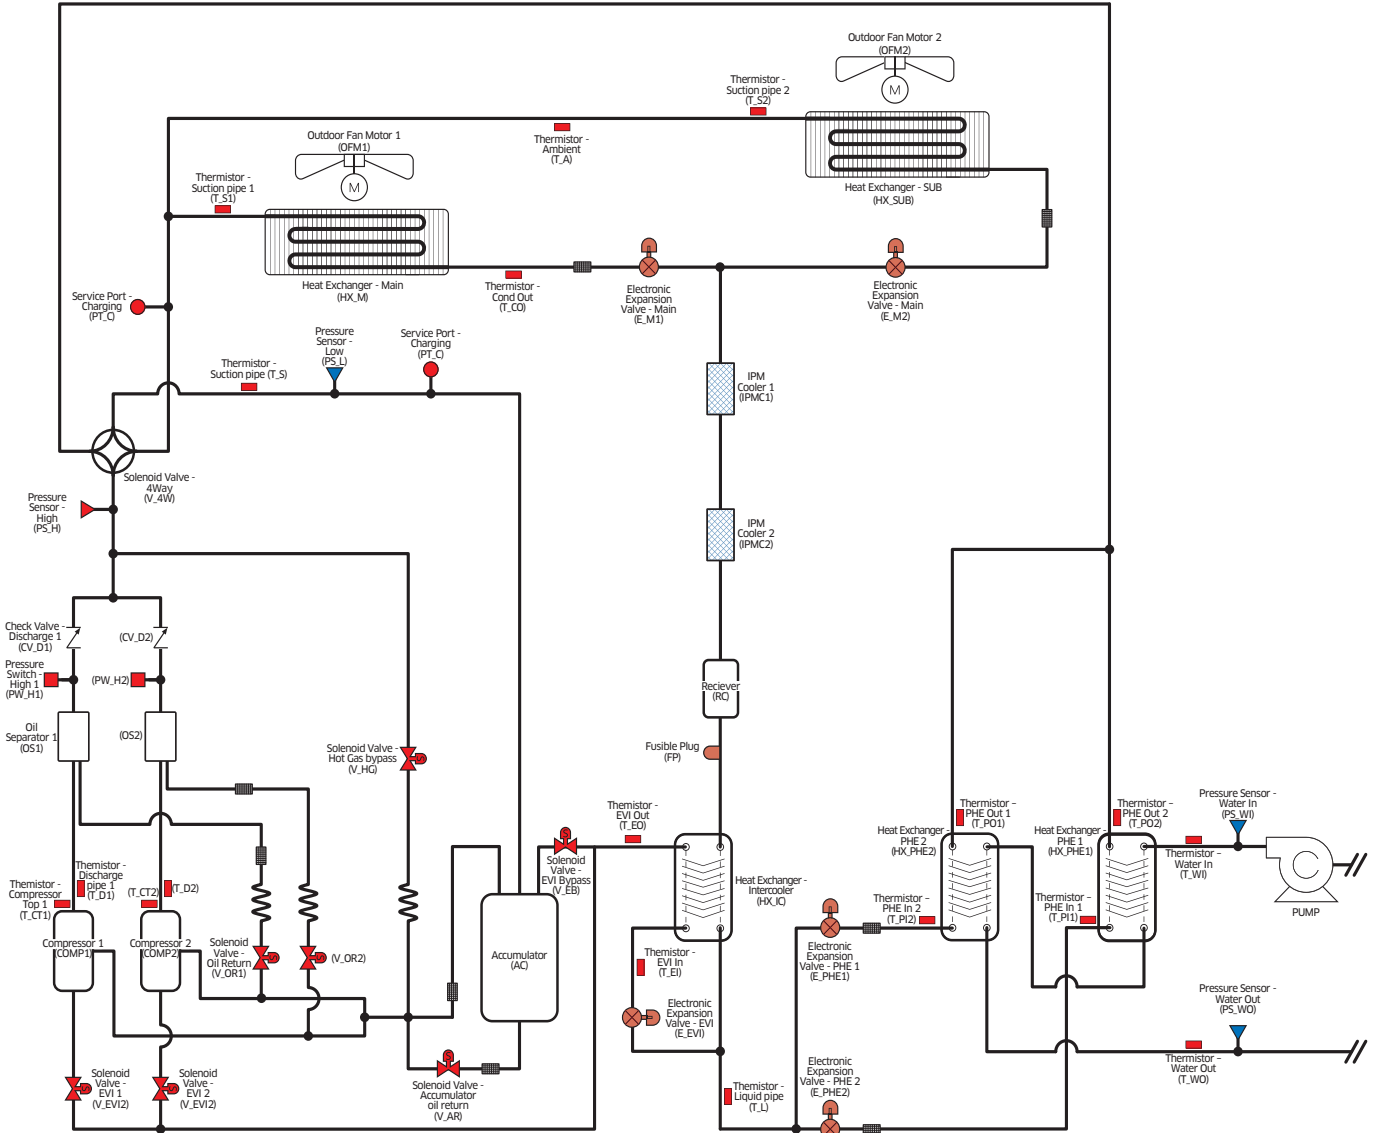 Outdoor Fan Motor 2
(OFM2)
M
Thermistor -
Suction pipe 2
(T_S2)
Thermistor -
Ambient
(T_A)
Heat Exchanger - SUB
(HX_SUB)
Outdoor Fan Motor 1
(OFM1)
M
Thermistor -
Suction pipe 1
(T_S1)
Heat Exchanger - Main
(HX_M)
Thermistor -
Cond Out
(T_CO)
Electronic
Expansion
Valve - Main
(E_M1)
Electronic
Expansion
Valve - Main
(E_M2)
Service Port -
Charging
(PT_C)
Thermistor -
Suction pipe (T_S)
Pressure
Sensor -
Low
(PS_L)
Service Port -
Charging
(PT_C)
IPM
Cooler 1
(IPMC1)
Solenoid Valve -
4Way
(V_4W)
Pressure
Sensor -
High
(PS_H)
IPM
Cooler 2
(IPMC2)
Check Valve -
Discharge 1
(CV_D1)
(CV_D2)
Pressure
Switch -
High 1
(PW_H1)
(PW_H2)
Oil
Separator 1
(OS1)
(OS2)
Solenoid Valve -
Hot Gas bypass
(V_HG)
S
Reciever
(RC)
Fusible Plug
(FP)
Themistor -
EVI Out
(T_EO)
S
Solenoid
Valve -
EVI Bypass
(V_EB)
Heat Exchanger -
Intercooler
(HX_IC)
Thermistor –
PHE Out 1
(T_PO1)
Heat Exchanger -
PHE 2
(HX_PHE2)
Thermistor –
PHE Out 2
(T_PO2)
Heat Exchanger -
PHE 1
(HX_PHE1)
Pressure Sensor -
Water In
(PS_WI)
Thermistor –
Water In
(T_WI)
PUMP
Themistor -
Compressor
Top 1
(T_CT1)
Themistor -
Discharge
pipe 1
(T_D1)
(T_CT2)
(T_D2)
Compressor 1
(COMP1)
Compressor 2
(COMP2)
Solenoid
Valve -
Oil Return
(V_OR1)
S
S
(V_OR2)
Accumulator
(AC)
Themistor -
EVI In
(T_EI)
Electronic
Expansion
Valve - EVI
(E_EVI)
Thermistor –
PHE In 2
(T_PI2)
Thermistor –
PHE In 1
(T_PI1)
Electronic
Expansion
Valve - PHE 1
(E_PHE1)
Pressure Sensor -
Water Out
(PS_WO)
Thermistor –
Water Out
(T_WO)
S
Solenoid
Valve -
EVI 1
(V_EVI2)
S
Solenoid
Valve -
EVI 2
(V_EVI2)
S
Solenoid Valve -
Accumulator
oil return
(V_AR)
Themistor -
Liquid pipe
(T_L)
Electronic
Expansion
Valve - PHE 2
(E_PHE2)